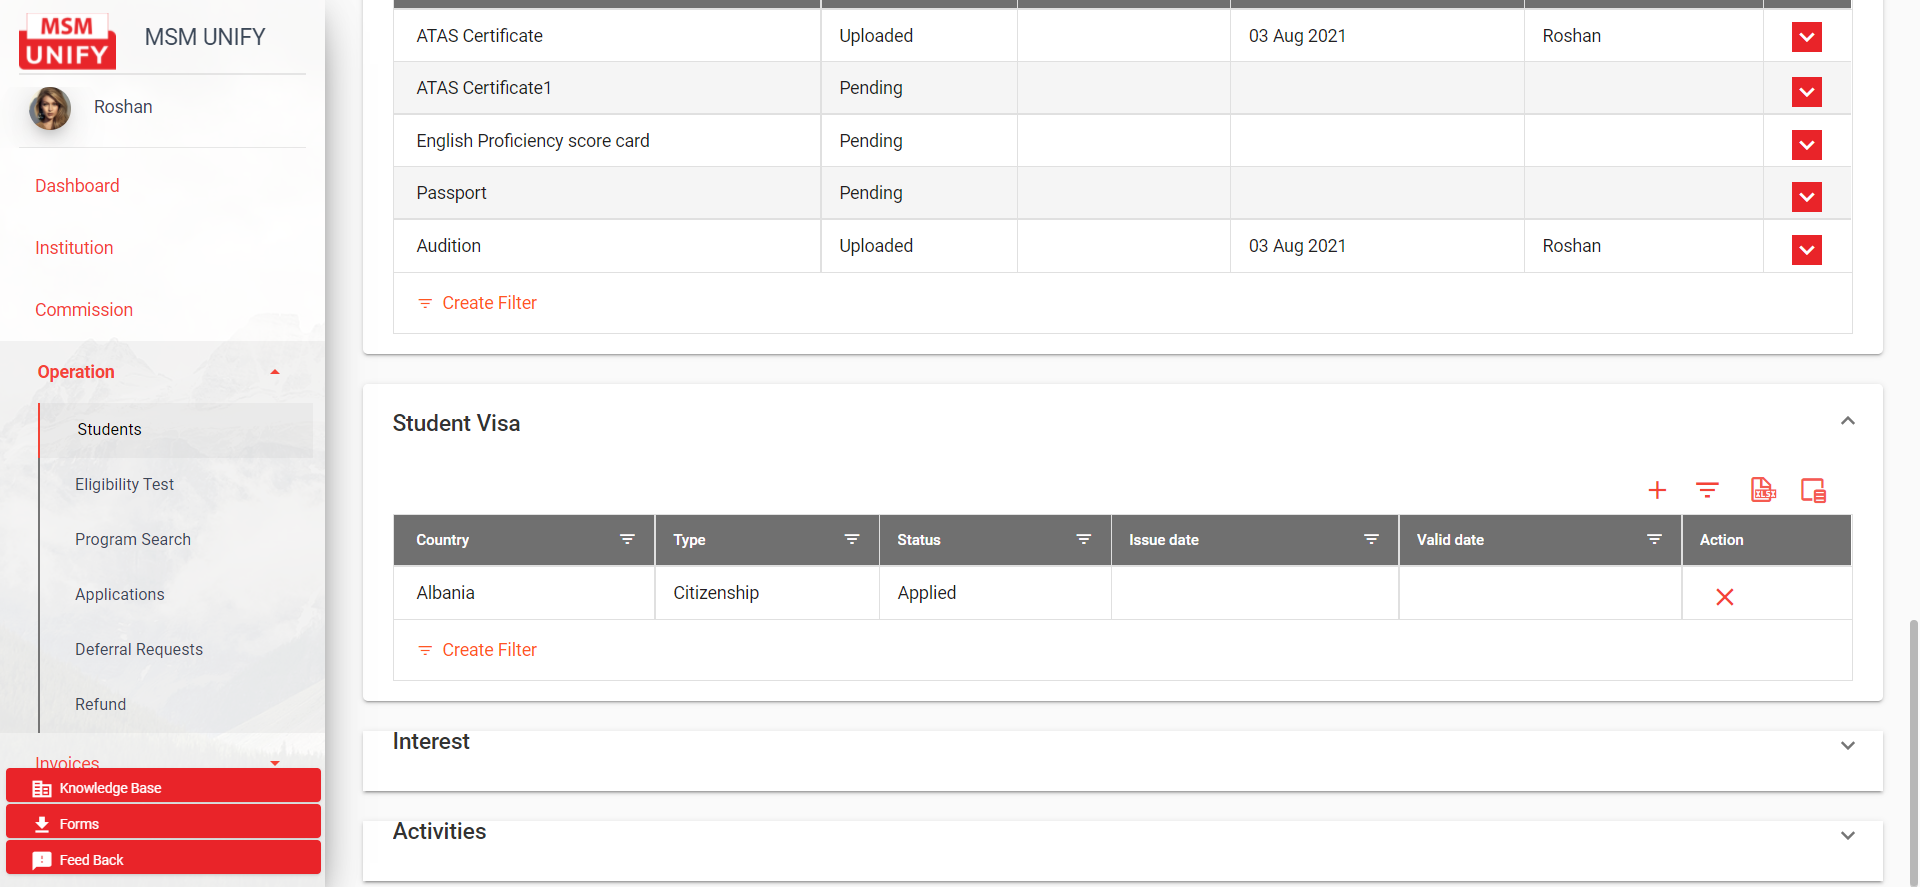 MSM
UNIFY
MSM UNIFY
Roshan
Dashboard
Institution
Commission
Operation
Students
Eligibility Test
Program Search
Applications
Deferral Requests
Refund
Invoices
Knowledge Base
Forms
Feed Back
ATAS Certificate Uploaded 03 Aug 2021 Roshan
ATAS Certificate1 Pending
English Proficiency score card Pending
Passport Pending
Audition Uploaded 03 Aug 2021 Roshan
Create Filter
Student Visa
XLSX
Country Type Status Issue date Valid date Action
Albania Citizenship Applied
Create Filter
Interest
Activities